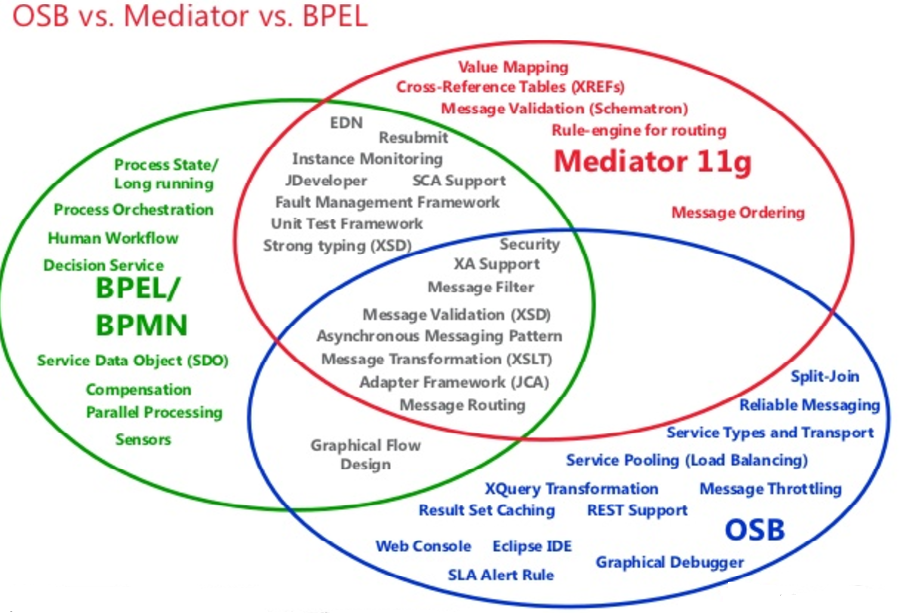 OSB vs. Mediator vs. BPEL
Value Mapping
Cross-Reference Tables (XREFs)
Message Validation (Schematron)
Rule-engine for routing
Mediator 11g
Message Ordering
EDN
Resubmit
Instance Monitoring
JDeveloper SCA Support
Fault Management Framework
Unit Test Framework
Strong typing (XSD)
Process State/
Long running
Process Orchestration
Human Workflow
Decision Service
BPEL/
BPMN
Service Data Object (SDO)
Compensation
Parallel Processing
Sensors
Security
XA Support
Message Filter
Message Validation (XSD)
Asynchronous Messaging Pattern
Message Transformation (XSLT)
Adapter Framework (JCA)
Message Routing
Graphical Flow
Design
Split-Join
Reliable Messaging
Service Types and Transport
Service Pooling (Load Balancing)
XQuery Transformation Message Throttling
Result Set Caching REST Support
OSB
Web Console Eclipse IDE
Graphical Debugger
SLA Alert Rule